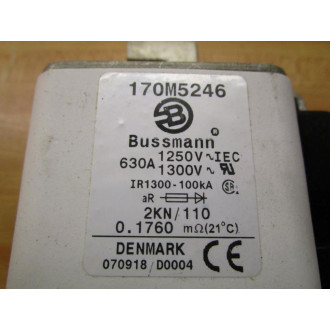 170M5246
Bussmann®
630A 1250V~IEC
1300V~
IR1300-100kA
aR
2KN/110
0.1760 mΩ(21°C)
DENMARK
070918/D0004 CE